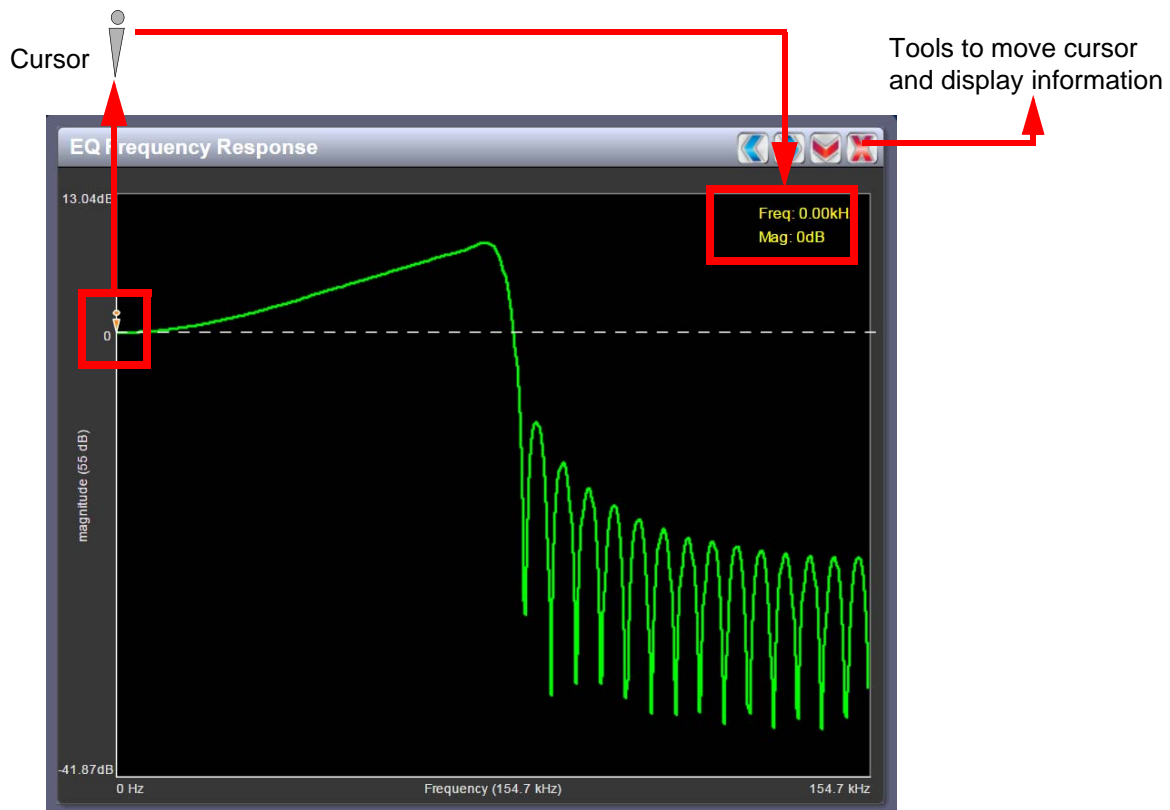 Cursor
Tools to move cursor
and display information
EQ Frequency Response
13.04dB
Freq: 0.00kH
Mag: 0dB
0
magnitude (55 dB)
-41.87dB
0 Hz
Frequency (154.7 kHz)
154.7 kHz